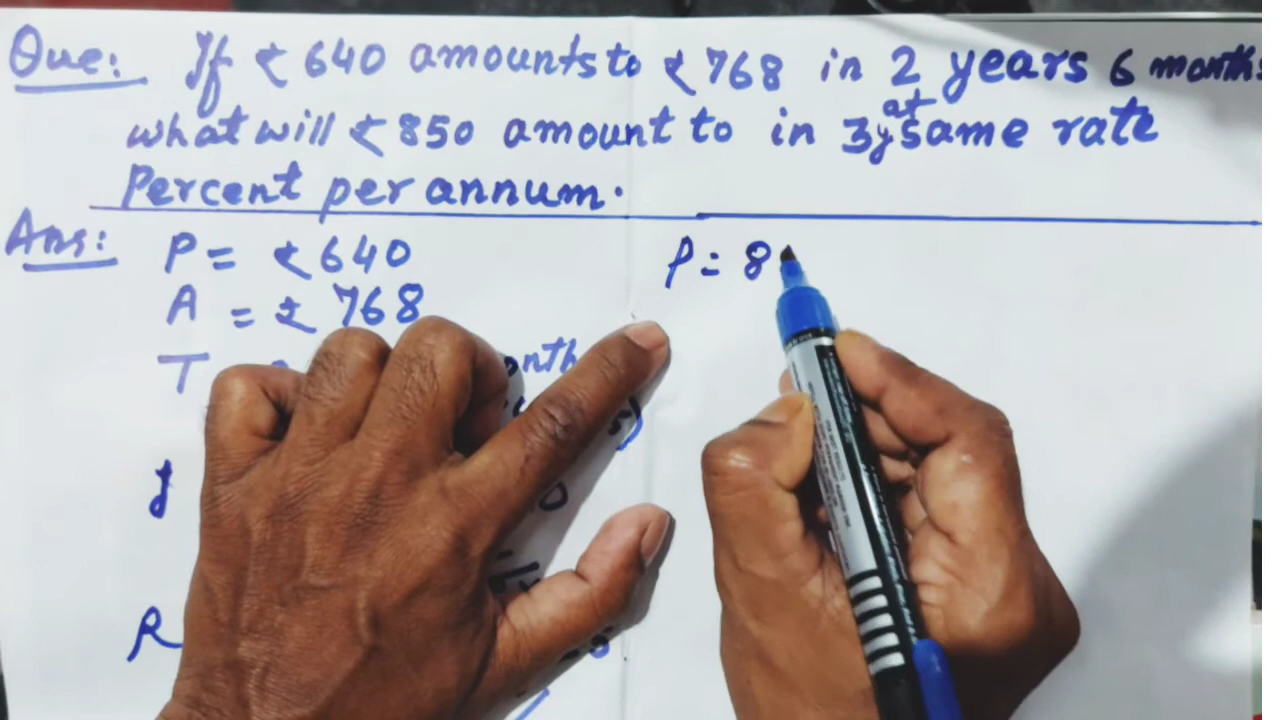 Que: If ₹ 640 amounts to ₹ 768 in 2 years 6 months
what will ₹ 850 amount to in 3y at same rate
Percent per annum.
Ans: P = ₹ 640 P = 8
A = ₹ 768
T
I
R